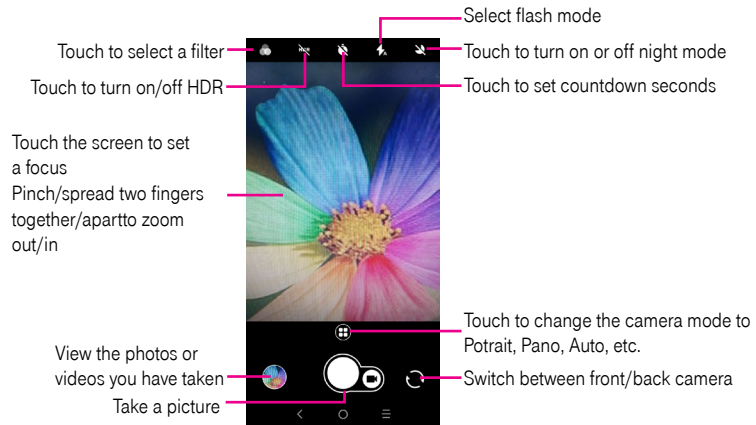 Select flash mode
Touch to select a filter
Touch to turn on or off night mode
Touch to turn on/off HDR
Touch to set countdown seconds
Touch the screen to set
a focus
Pinch/spread two fingers
together/apartto zoom
out/in
Touch to change the camera mode to
Potrait, Pano, Auto, etc.
View the photos or
videos you have taken
Switch between front/back camera
Take a picture